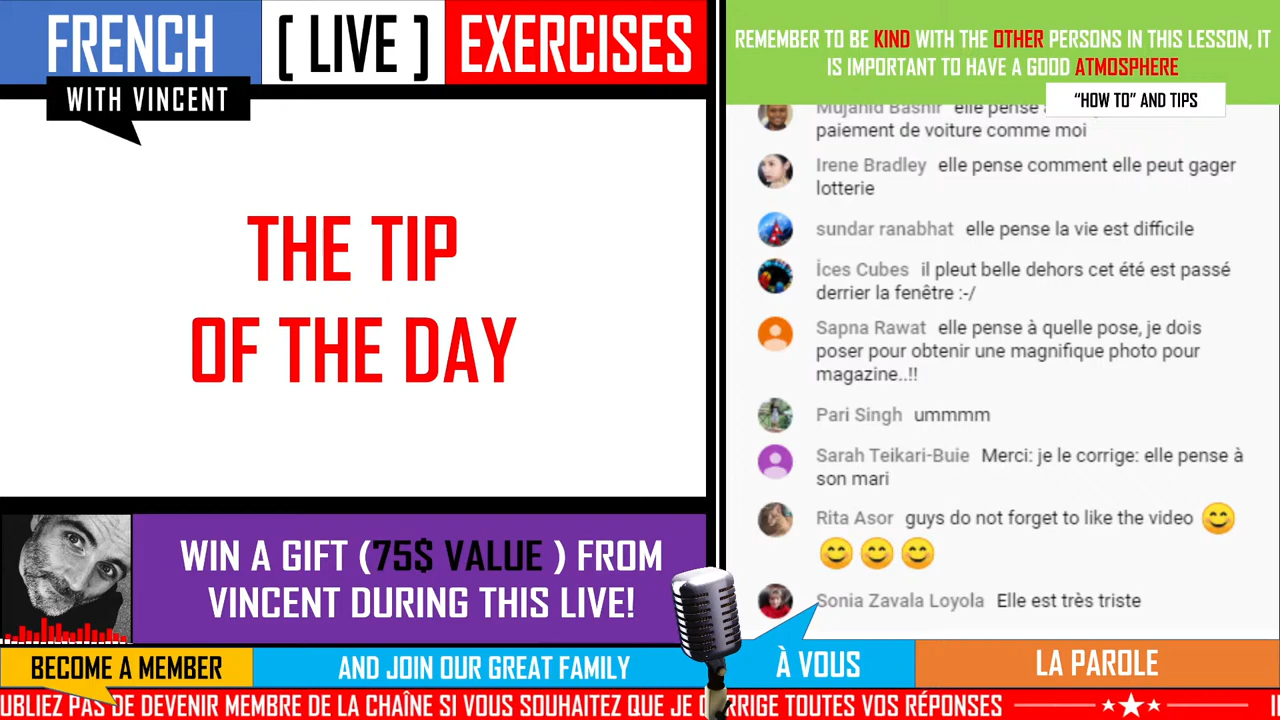 FRENCH
[ LIVE ]
EXERCISES
WITH VINCENT
THE TIP
OF THE DAY
WIN A GIFT (75$ VALUE ) FROM
VINCENT DURING THIS LIVE!
BECOME A MEMBER
AND JOIN OUR GREAT FAMILY
REMEMBER TO BE KIND WITH THE OTHER PERSONS IN THIS LESSON, IT
IS IMPORTANT TO HAVE A GOOD ATMOSPHERE
"HOW TO" AND TIPS
Mujahid Bashir elle pense
paiement de voiture comme moi
Irene Bradley elle pense comment elle peut gager
lotterie
sundar ranabhat elle pense la vie est difficile
İces Cubes il pleut belle dehors cet été est passé
derrier la fenêtre :-/
Sapna Rawat elle pense à quelle pose, je dois
poser pour obtenir une magnifique photo pour
magazine..!!
Pari Singh ummmm
Sarah Teikari-Buie Merci: je le corrige: elle pense à
son mari
Rita Asor guys do not forget to like the video 😊
😊😊😊
Sonia Zavala Loyola Elle est très triste
À VOUS
LA PAROLE
UBLIEZ PAS DE DEVENIR MEMBRE DE LA CHAÎNE SI VOUS SOUHAITEZ QUE JE CORRIGE TOUTES VOS RÉPONSES